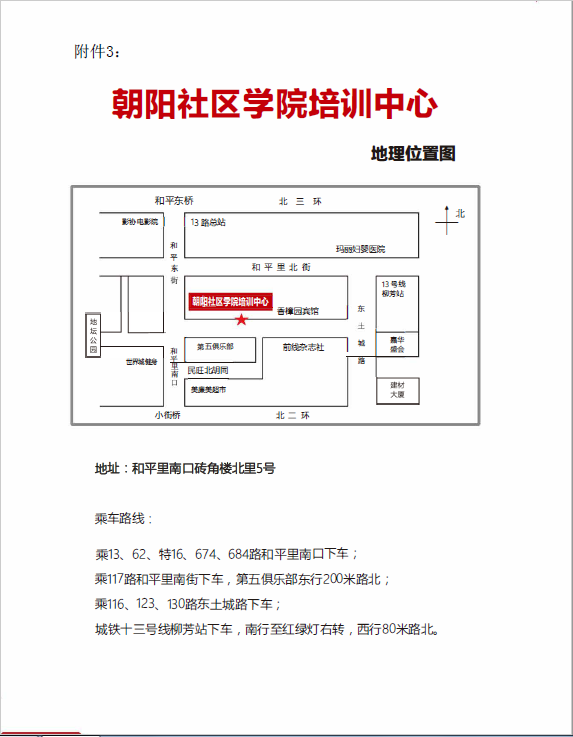 附件3：
朝阳社区学院培训中心
地理位置图
和平东桥
北 三 环
北
影协电影院
13 路总站
和平东街
玛丽妇婴医院
和 平 里 北 街
13 号线
柳芳站
朝阳社区学院培训中心
香樟园宾馆
东土城路
地坛公园
第五俱乐部
前线杂志社
嘉华
盛会
和平里南口
世界城健身
民旺北胡同
美廉美超市
建材
大厦
小街桥
北 二 环
地址：和平里南口砖角楼北里5号
乘车路线：
乘13、62、特16、674、684路和平里南口下车；
乘117路和平里南街下车，第五俱乐部东行200米路北；
乘116、123、130路东土城路下车；
城铁十三号线柳芳站下车，南行至红绿灯右转，西行80米路北。